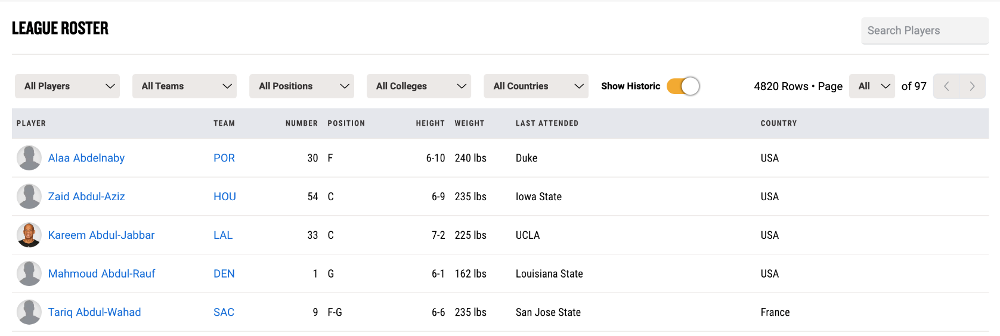 LEAGUE ROSTER
Search Players
All Players All Teams All Positions All Colleges All Countries Show Historic 4820 Rows • Page All of 97
PLAYER TEAM NUMBER POSITION HEIGHT WEIGHT LAST ATTENDED COUNTRY
Alaa Abdelnaby POR 30 F 6-10 240 lbs Duke USA
Zaid Abdul-Aziz HOU 54 C 6-9 235 lbs Iowa State USA
Kareem Abdul-Jabbar LAL 33 C 7-2 225 lbs UCLA USA
Mahmoud Abdul-Rauf DEN 1 G 6-1 162 lbs Louisiana State USA
Tariq Abdul-Wahad SAC 9 F-G 6-6 235 lbs San Jose State France